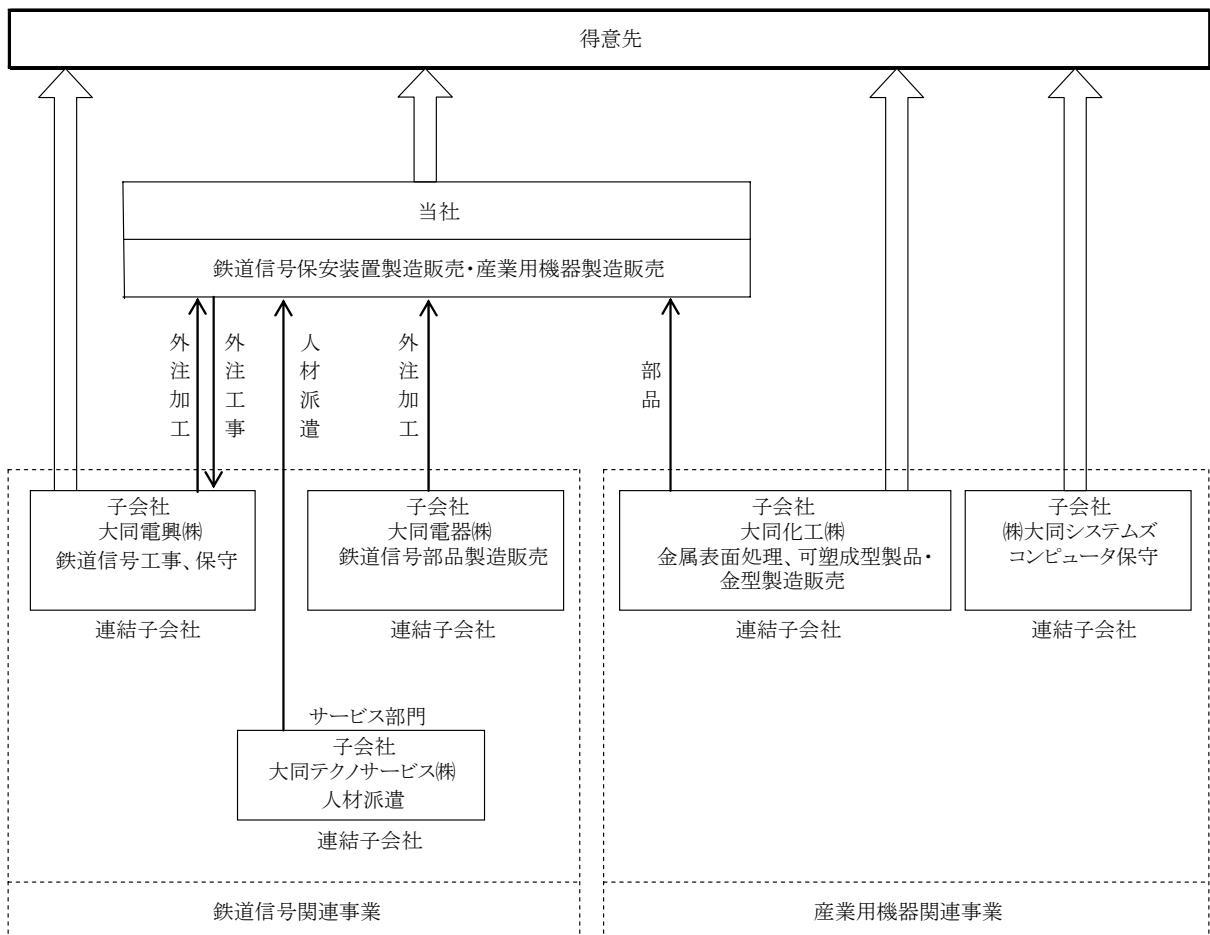 得意先
当社
鉄道信号保安装置製造販売・産業用機器製造販売
外注加工
外注工事
人材派遣
外注加工
部品
子会社
大同電興㈱
鉄道信号工事、保守
連結子会社
子会社
大同電器㈱
鉄道信号部品製造販売
連結子会社
子会社
大同化工㈱
金属表面処理、可塑成型製品・
金型製造販売
連結子会社
子会社
㈱大同システムズ
コンピュータ保守
連結子会社
サービス部門
子会社
大同テクノサービス㈱
人材派遣
連結子会社
鉄道信号関連事業
産業用機器関連事業